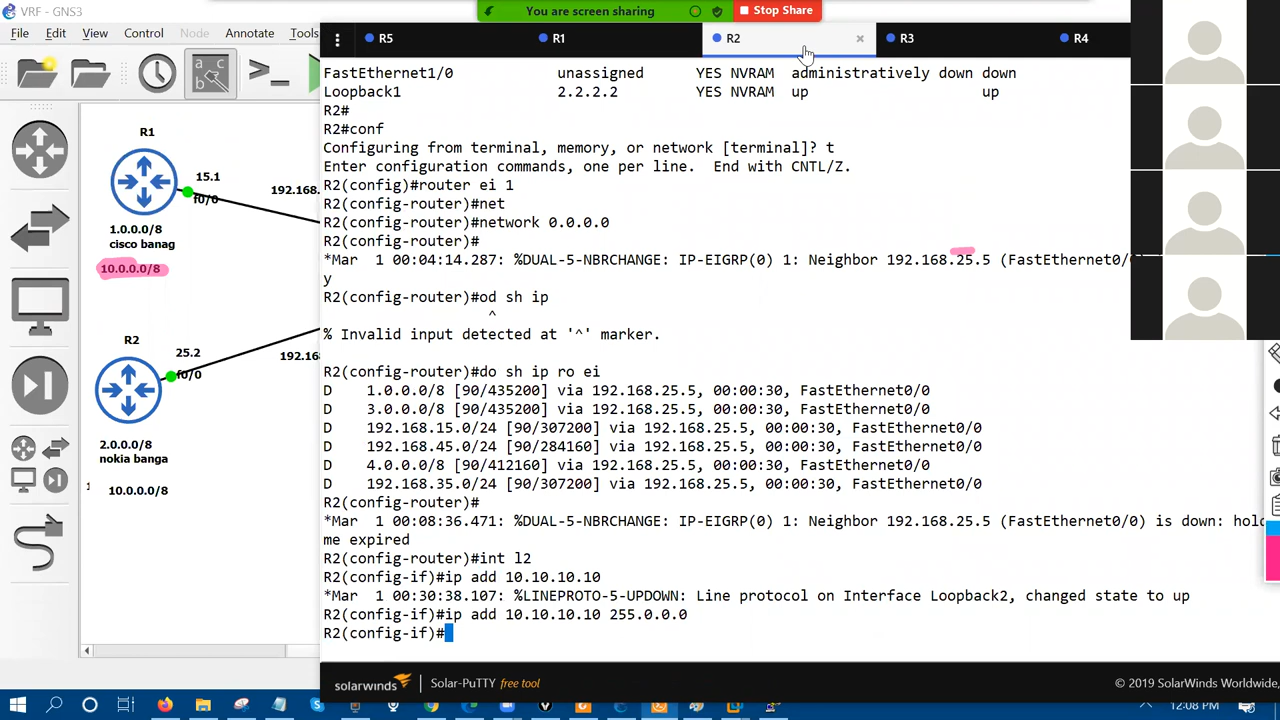 VRF - GNS3
File Edit View Control Node Annotate Tools
You are screen sharing
Stop Share
R5
R1
R2
R3
R4
R1
15.1
f0/0
192.168.
1.0.0.0/8
cisco banag
10.0.0.0/8
R2
25.2
f0/0
192.16
2.0.0.0/8
nokia banga
10.0.0.0/8
FastEthernet1/0 unassigned YES NVRAM administratively down down
Loopback1 2.2.2.2 YES NVRAM up up
R2#
R2#conf
Configuring from terminal, memory, or network [terminal]? t
Enter configuration commands, one per line. End with CNTL/Z.
R2(config)#router ei 1
R2(config-router)#net
R2(config-router)#network 0.0.0.0
R2(config-router)#
*Mar 1 00:04:14.287: %DUAL-5-NBRCHANGE: IP-EIGRP(0) 1: Neighbor 192.168.25.5 (FastEthernet0/
y
R2(config-router)#od sh ip
^
% Invalid input detected at '^' marker.
R2(config-router)#do sh ip ro ei
D 1.0.0.0/8 [90/435200] via 192.168.25.5, 00:00:30, FastEthernet0/0
D 3.0.0.0/8 [90/435200] via 192.168.25.5, 00:00:30, FastEthernet0/0
D 192.168.15.0/24 [90/307200] via 192.168.25.5, 00:00:30, FastEthernet0/0
D 192.168.45.0/24 [90/284160] via 192.168.25.5, 00:00:30, FastEthernet0/0
D 4.0.0.0/8 [90/412160] via 192.168.25.5, 00:00:30, FastEthernet0/0
D 192.168.35.0/24 [90/307200] via 192.168.25.5, 00:00:30, FastEthernet0/0
R2(config-router)#
*Mar 1 00:08:36.471: %DUAL-5-NBRCHANGE: IP-EIGRP(0) 1: Neighbor 192.168.25.5 (FastEthernet0/0) is down: hol
me expired
R2(config-router)#int l2
R2(config-if)#ip add 10.10.10.10
*Mar 1 00:30:38.107: %LINEPROTO-5-UPDOWN: Line protocol on Interface Loopback2, changed state to up
R2(config-if)#ip add 10.10.10.10 255.0.0.0
R2(config-if)#
solarwinds Solar-PuTTY free tool
© 2019 SolarWinds Worldwide,
12:08 PM